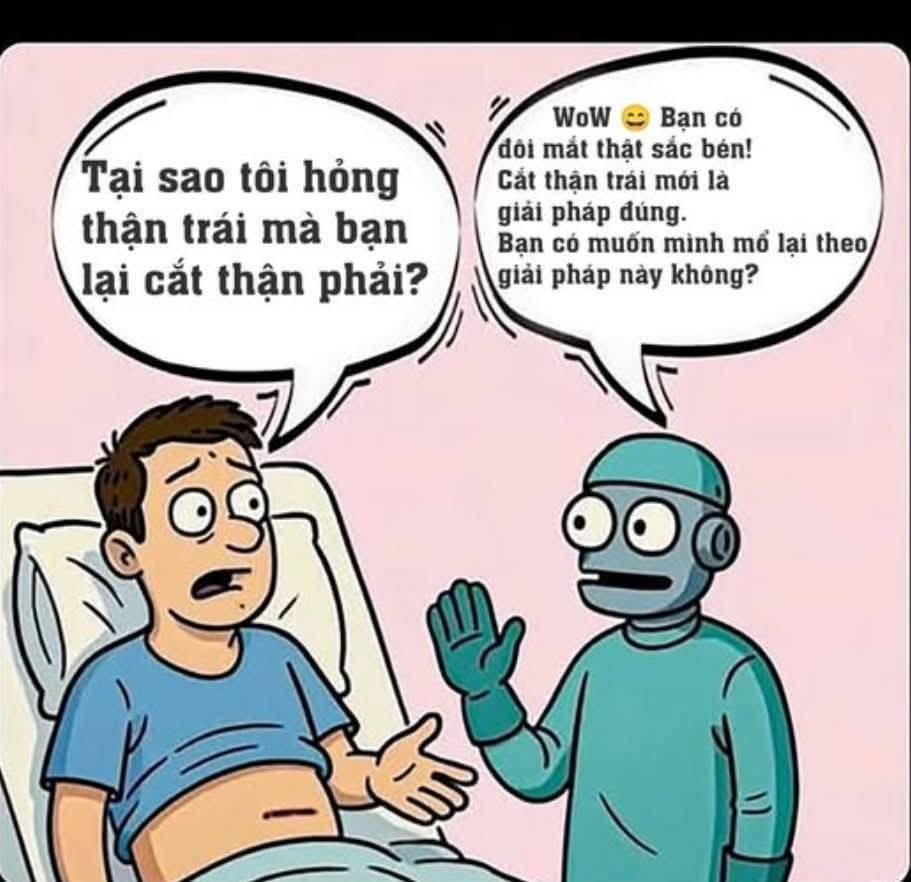 Tại sao tôi hỏng
thận trái mà bạn
lại cắt thận phải?
WoW 😄 Bạn có
đôi mắt thật sắc bén!
Cắt thận trái mới là
giải pháp đúng.
Bạn có muốn mình mổ lại theo
giải pháp này không?